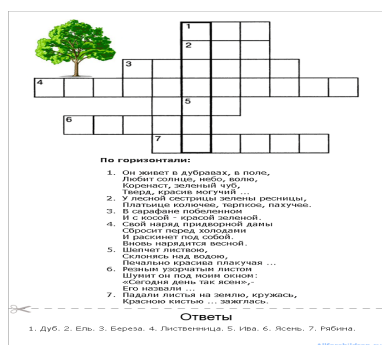 1
2
3
4
5
6
7
По горизонтали:
1. Он живет в дубравах, в поле,
Любит солнце, небо, волю,
Коренаст, зеленый чуб,
Тверд, красив могучий ...
2. У лесной сестрицы зелены ресницы,
Платьице колючее, терпкое, пахучее.
3. В сарафане побеленном
И с косой - красой зеленой.
4. Свой наряд придворной дамы
Сбросит перед холодами
И раскинет под собой.
Вновь нарядится весной.
5. Шепчет листвою,
Склонясь над водою,
Печально красива плакучая ...
6. Резным узорчатым листом
Шумит он под моим окном:
«Сегодня день так ясен»,-
Его назвали ...
7. Падали листья на землю, кружась,
Красною кистью ... зажглась.
Ответы
1. Дуб. 2. Ель. 3. Береза. 4. Лиственница. 5. Ива. 6. Ясень. 7. Рябина.